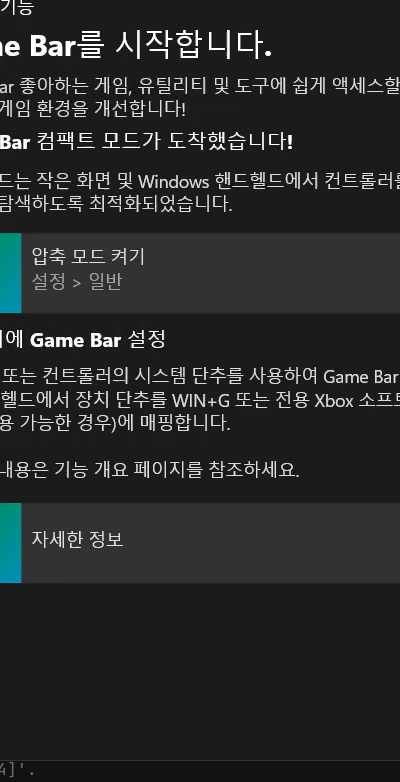 기능
e Bar를 시작합니다.
ar 좋아하는 게임, 유틸리티 및 도구에 쉽게 액세스할
게임 환경을 개선합니다!
Bar 컴팩트 모드가 도착했습니다!
드는 작은 화면 및 Windows 핸드헬드에서 컨트롤러를
탐색하도록 최적화되었습니다.
압축 모드 켜기
설정 > 일반
에 Game Bar 설정
또는 컨트롤러의 시스템 단추를 사용하여 Game Bar
헬드에서 장치 단추를 WIN+G 또는 전용 Xbox 소프트
용 가능한 경우)에 매핑합니다.
내용은 기능 개요 페이지를 참조하세요.
자세한 정보
4]'.